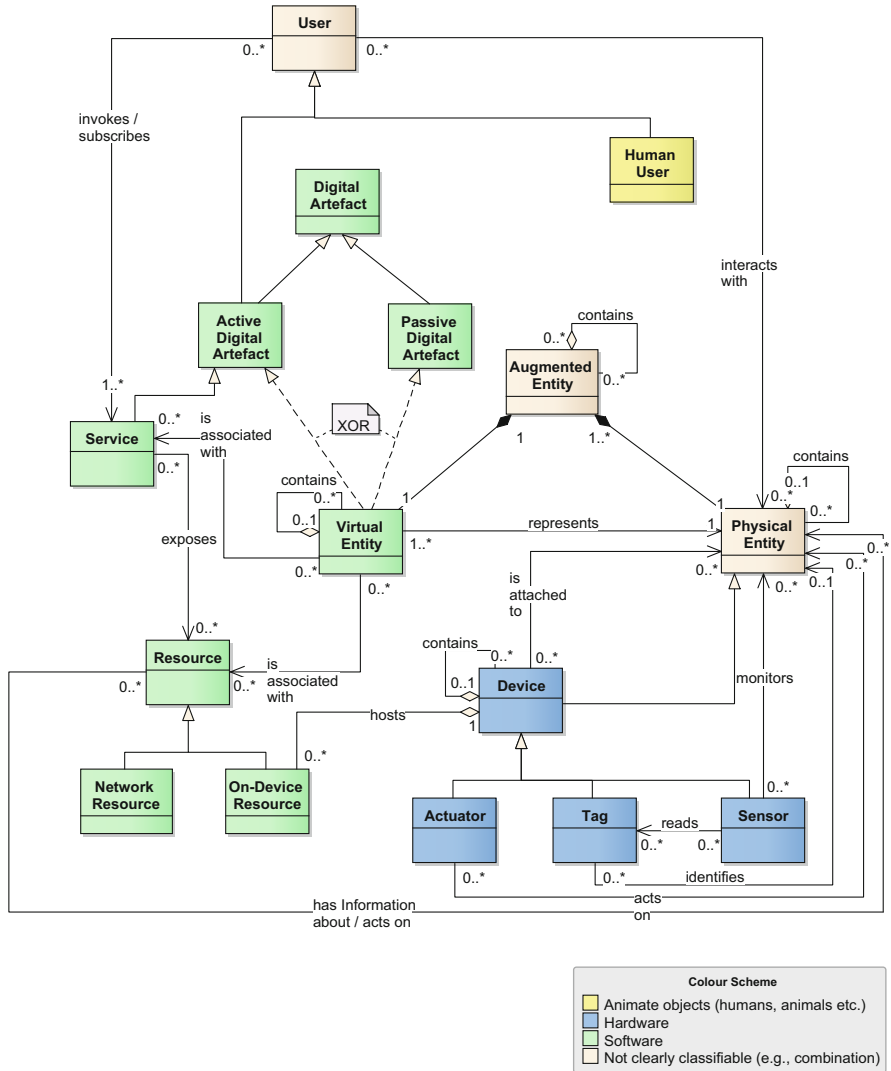 User
0..*
0..*
invokes /
subscribes
Human
User
Digital
Artefact
interacts
with
Active
Digital
Artefact
Passive
Digital
Artefact
contains
0..*
Augmented
Entity
0..*
1..*
0..*
is
associated
with
XOR
1
1..*
Service
0..*
contains
0..*
0..1
1
Virtual
Entity
represents
1..*
1
1
contains
0..1
0..*
0..*
Physical
Entity
exposes
0..*
0..*
is
attached
to
0..*
0..*
0..1
0..*
0..*
0..*
Resource
0..*
0..*
is
associated
with
contains
0..*
0..1
0..*
Device
1
monitors
hosts
0..*
Network
Resource
On-Device
Resource
0..*
Actuator
Tag
reads
0..*
0..*
Sensor
0..*
0..*
identifies
acts
on
has Information
about / acts on
Colour Scheme
Animate objects (humans, animals etc.)
Hardware
Software
Not clearly classifiable (e.g., combination)